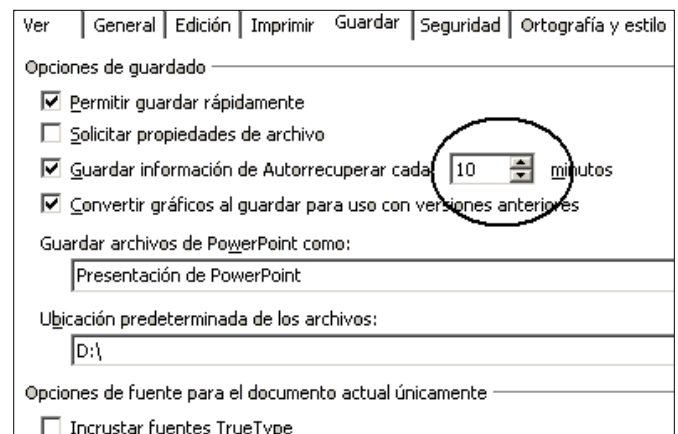 Ver General Edición Imprimir Guardar Seguridad Ortografía y estilo
Opciones de guardado
Permitir guardar rápidamente
Solicitar propiedades de archivo
Guardar información de Autorrecuperar cada: 10 minutos
Convertir gráficos al guardar para uso con versiones anteriores
Guardar archivos de PowerPoint como:
Presentación de PowerPoint
Ubicación predeterminada de los archivos:
D:\
Opciones de fuente para el documento actual únicamente
Incrustar fuentes TrueType